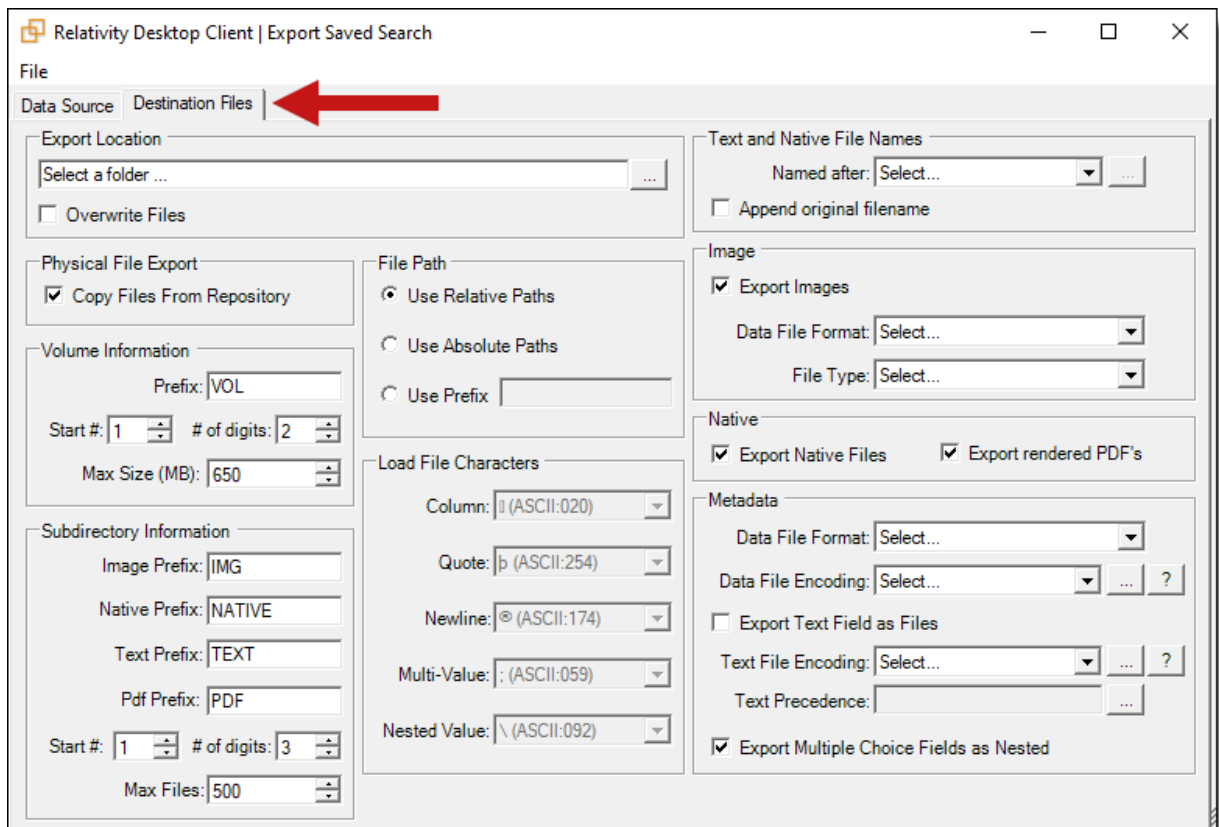 Relativity Desktop Client | Export Saved Search
File
Data Source Destination Files
Export Location
Select a folder ... ...
Overwrite Files
Physical File Export
Copy Files From Repository
Volume Information
Prefix: VOL
Start #: 1 # of digits: 2
Max Size (MB): 650
Subdirectory Information
Image Prefix: IMG
Native Prefix: NATIVE
Text Prefix: TEXT
Pdf Prefix: PDF
Start #: 1 # of digits: 3
Max Files: 500
File Path
Use Relative Paths
Use Absolute Paths
Use Prefix
Load File Characters
Column: ▯ (ASCII:020)
Quote: þ (ASCII:254)
Newline: ® (ASCII:174)
Multi-Value: ; (ASCII:059)
Nested Value: \ (ASCII:092)
Text and Native File Names
Named after: Select... ...
Append original filename
Image
Export Images
Data File Format: Select...
File Type: Select...
Native
Export Native Files Export rendered PDF's
Metadata
Data File Format: Select...
Data File Encoding: Select... ... ?
Export Text Field as Files
Text File Encoding: Select... ... ?
Text Precedence: ...
Export Multiple Choice Fields as Nested